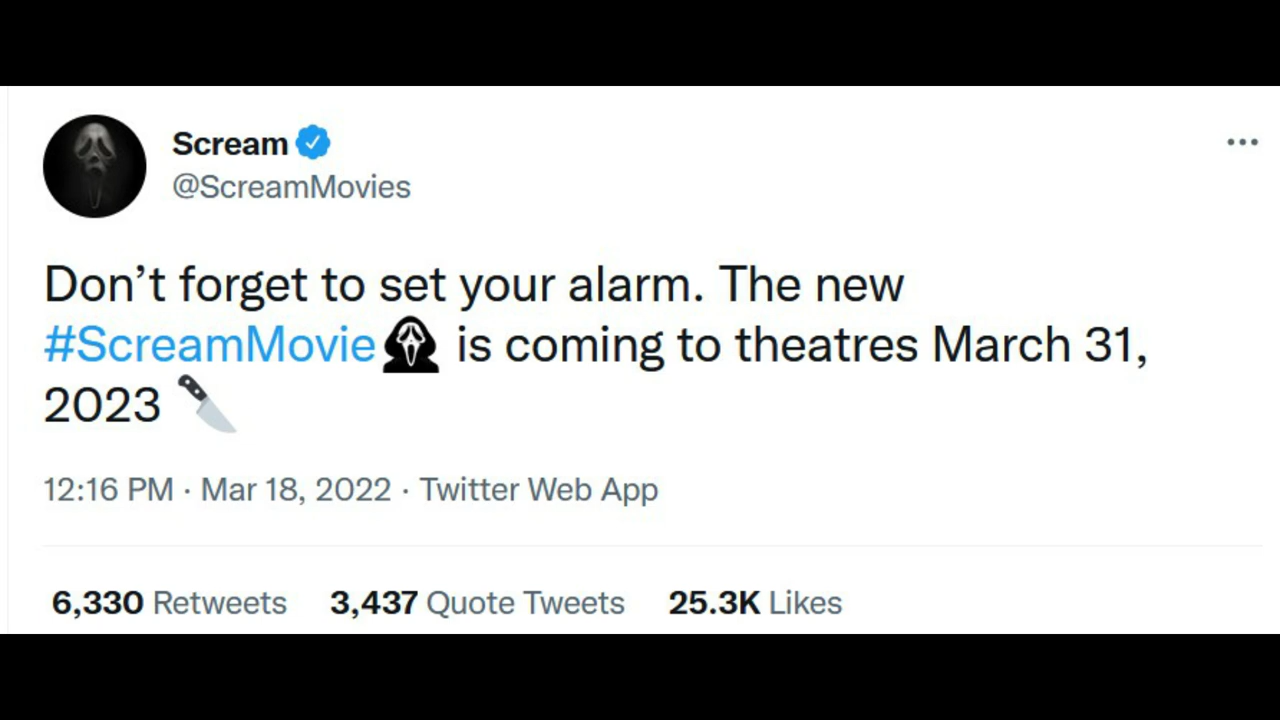 Scream
@ScreamMovies
Don’t forget to set your alarm. The new
#ScreamMovie is coming to theatres March 31,
2023 🔪
12:16 PM · Mar 18, 2022 · Twitter Web App
6,330 Retweets 3,437 Quote Tweets 25.3K Likes